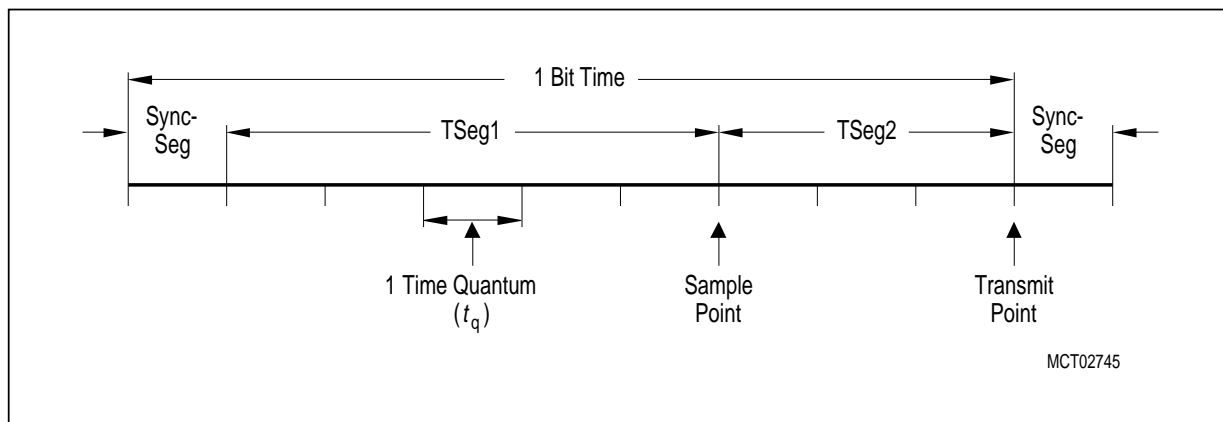 1 Bit Time
Sync-
Seg
TSeg1
TSeg2
Sync-
Seg
1 Time Quantum
(tq)
Sample
Point
Transmit
Point
MCT02745